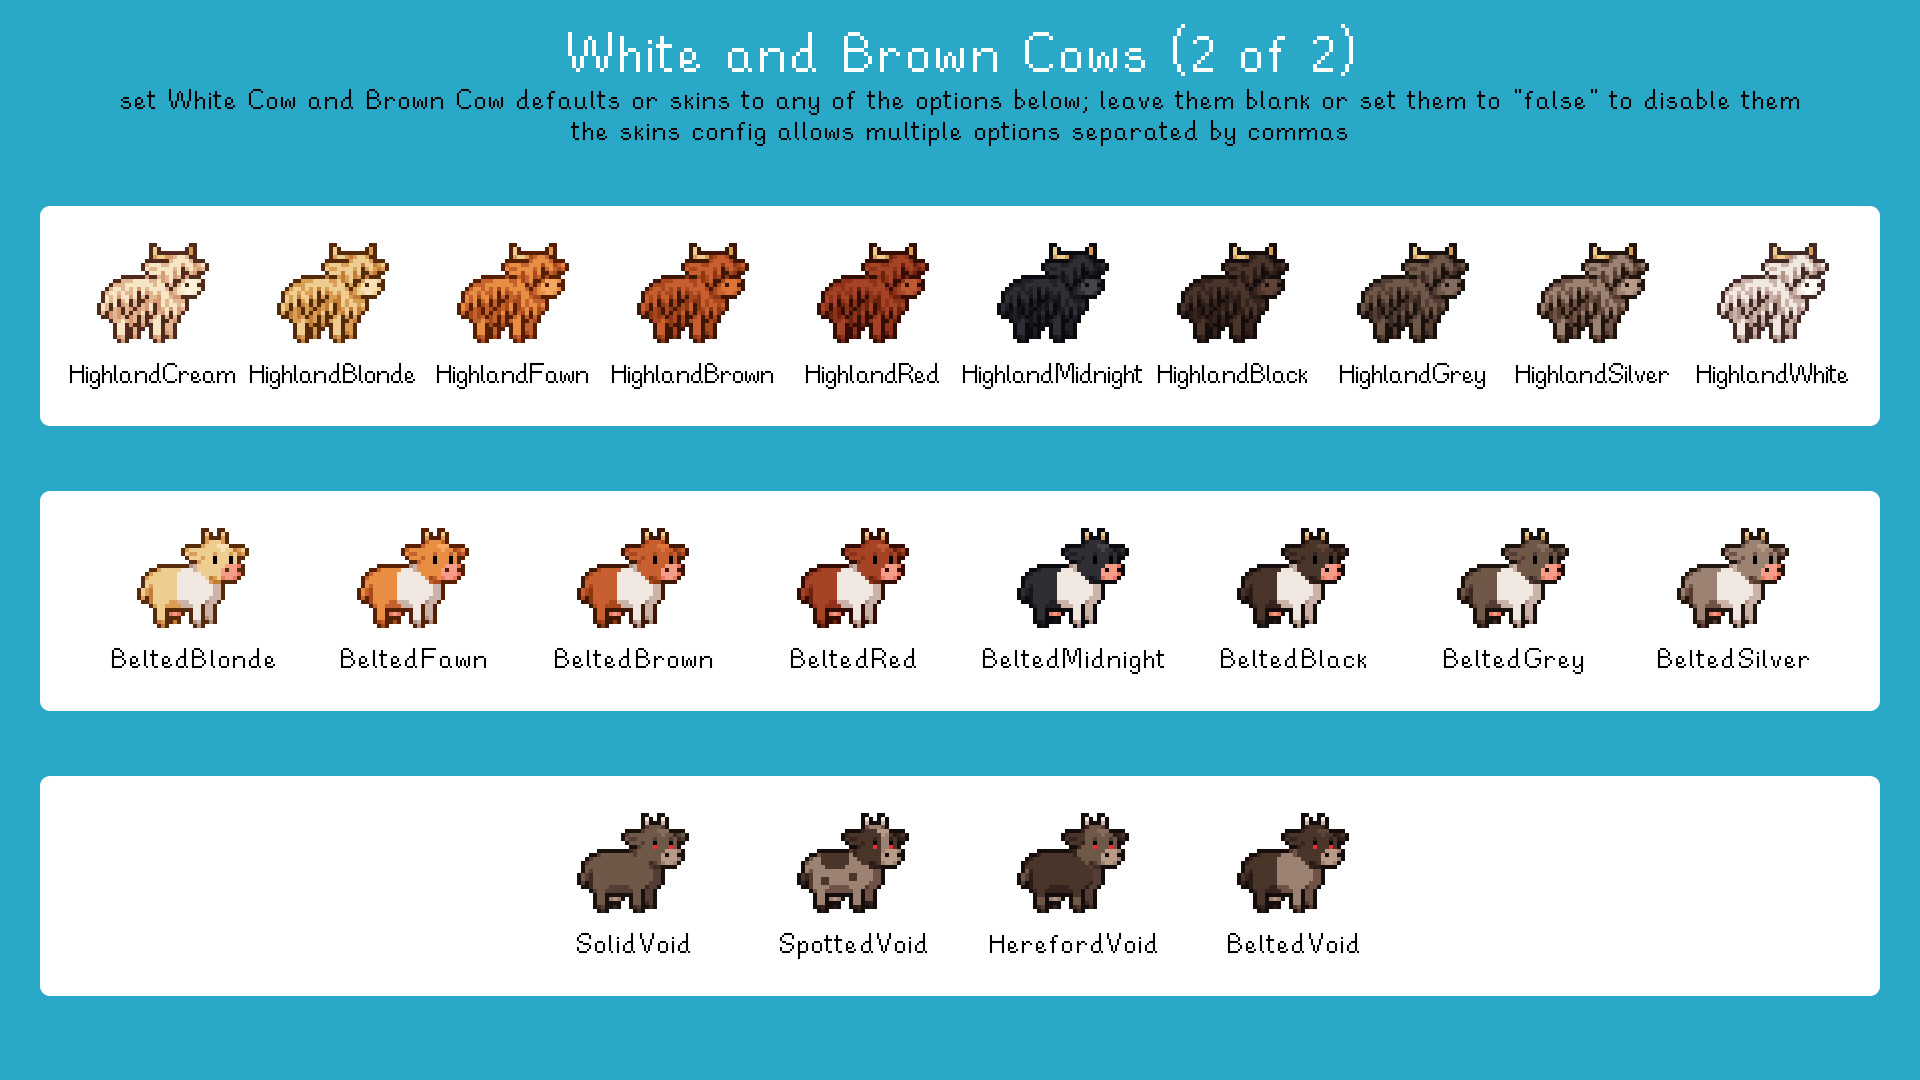 White and Brown Cows (2 of 2)
set White Cow and Brown Cow defaults or skins to any of the options below; leave them blank or set them to "false" to disable them
the skins config allows multiple options separated by commas
HighlandCream HighlandBlonde HighlandFawn HighlandBrown HighlandRed HighlandMidnight HighlandBlack HighlandGrey HighlandSilver HighlandWhite
BeltedBlonde BeltedFawn BeltedBrown BeltedRed BeltedMidnight BeltedBlack BeltedGrey BeltedSilver
SolidVoid SpottedVoid HerefordVoid BeltedVoid